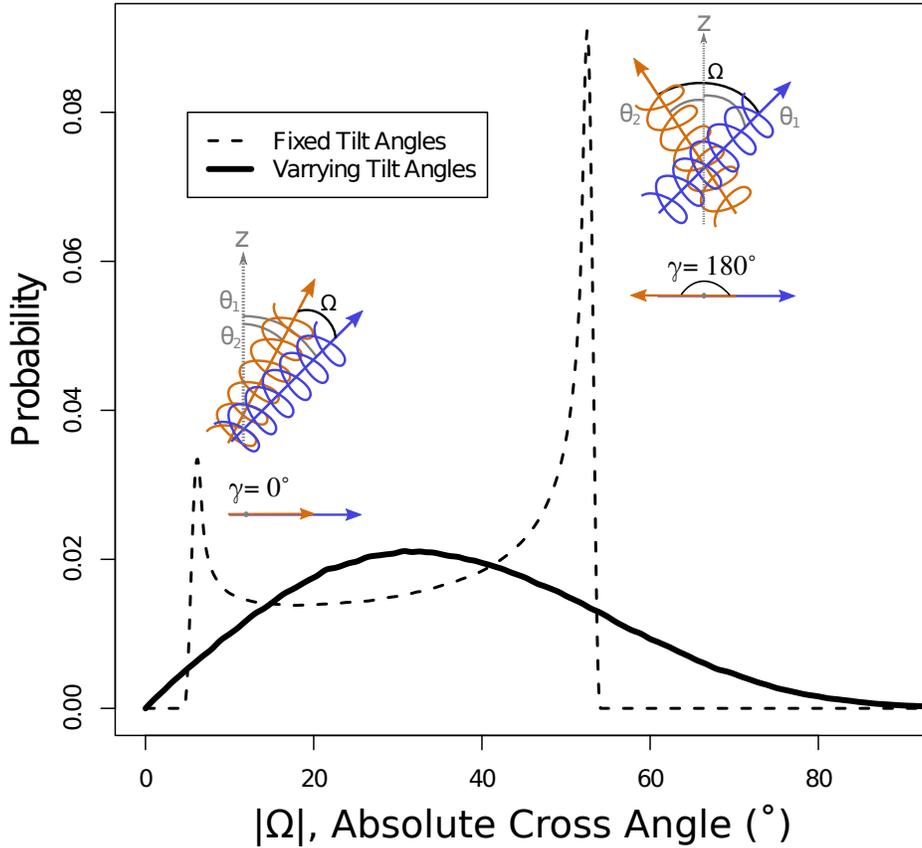 Z
Ω
θ2
θ1
0.08
Fixed Tilt Angles
Varrying Tilt Angles
0.06
γ= 180°
Z
θ1
Ω
θ2
Probability
0.04
γ= 0°
0.02
0.00
0 20 40 60 80
|Ω|, Absolute Cross Angle (˚)